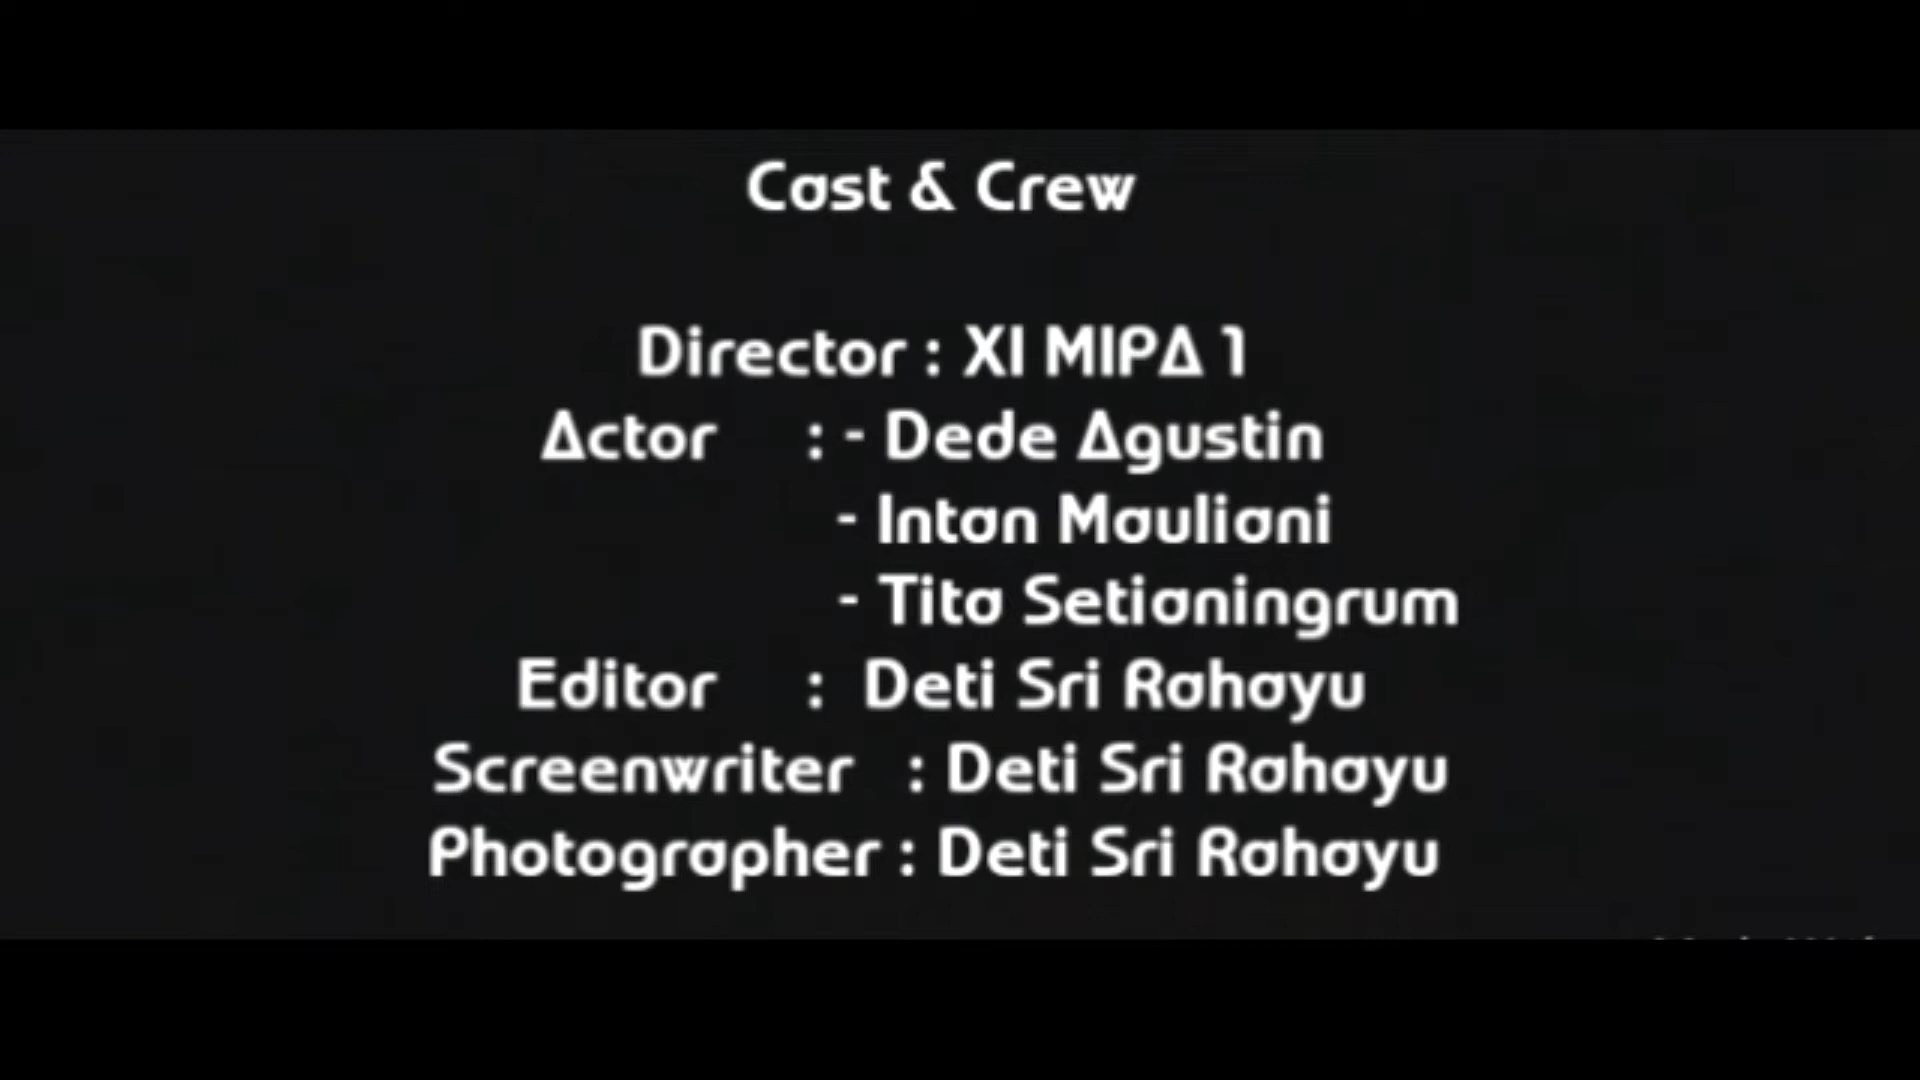 Cast & Crew
Director : XI MIPA 1
Actor : - Dede Agustin
- Intan Mauliani
- Tita Setianingrum
Editor : Deti Sri Rahayu
Screenwriter : Deti Sri Rahayu
Photographer : Deti Sri Rahayu